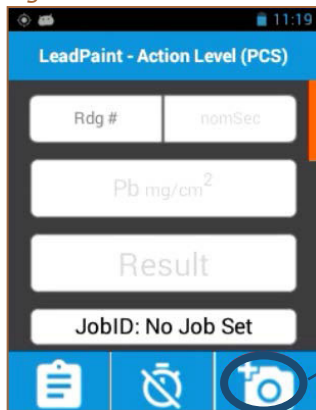 11:19
LeadPaint - Action Level (PCS)
Rdg # nomSec
Pb mg/cm²
Result
JobID: No Job Set